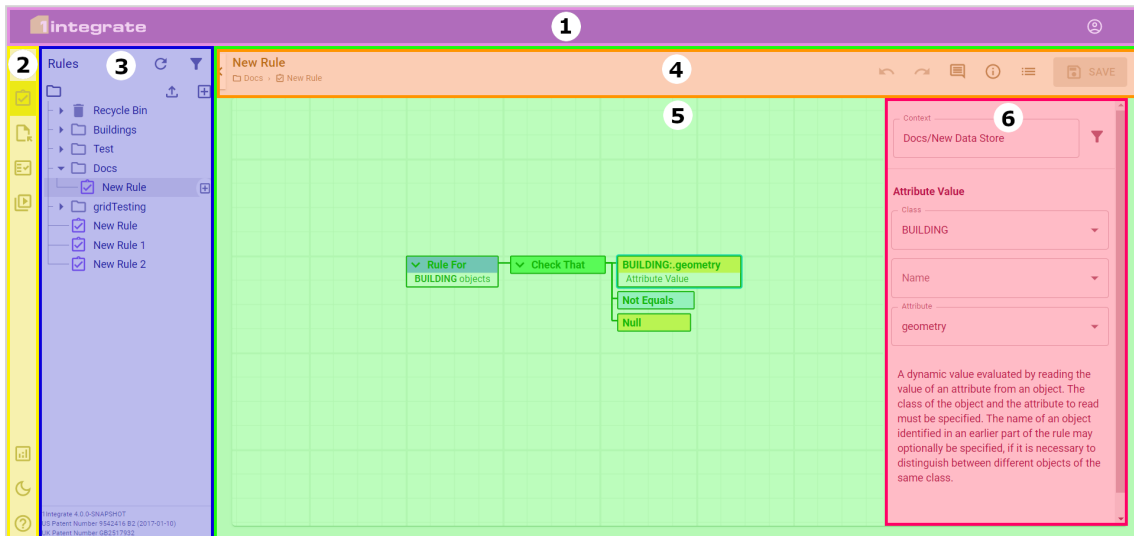 1integrate
1
2
Rules
3
New Rule
Docs › New Rule
4
SAVE
Recycle Bin
Buildings
Test
Docs
New Rule
gridTesting
New Rule
New Rule 1
New Rule 2
1Integrate 4.0.0-SNAPSHOT
US Patent Number 9542416 B2 (2017-01-10)
UK Patent Number GB2517932
5
Rule For
BUILDING objects
Check That
BUILDING:.geometry
Attribute Value
Not Equals
Null
6
Context
Docs/New Data Store
Attribute Value
Class
BUILDING
Name
Attribute
geometry
A dynamic value evaluated by reading the
value of an attribute from an object. The
class of the object and the attribute to read
must be specified. The name of an object
identified in an earlier part of the rule may
optionally be specified, if it is necessary to
distinguish between different objects of the
same class.